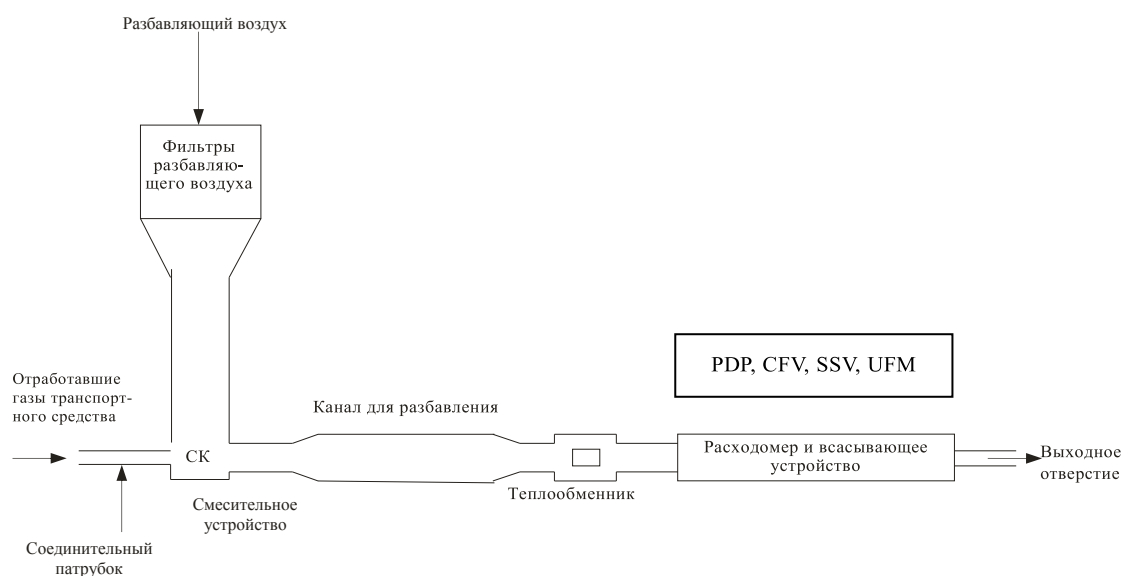 Разбавляющий воздух
Фильтры
разбавляю-
щего воздуха
PDP, CFV, SSV, UFM
Отработавшие
газы транспорт-
ного средства
Канал для разбавления
СК
Расходомер и всасывающее
устройство
Выходное
отверстие
Теплообменник
Смесительное
устройство
Соединительный
патрубок